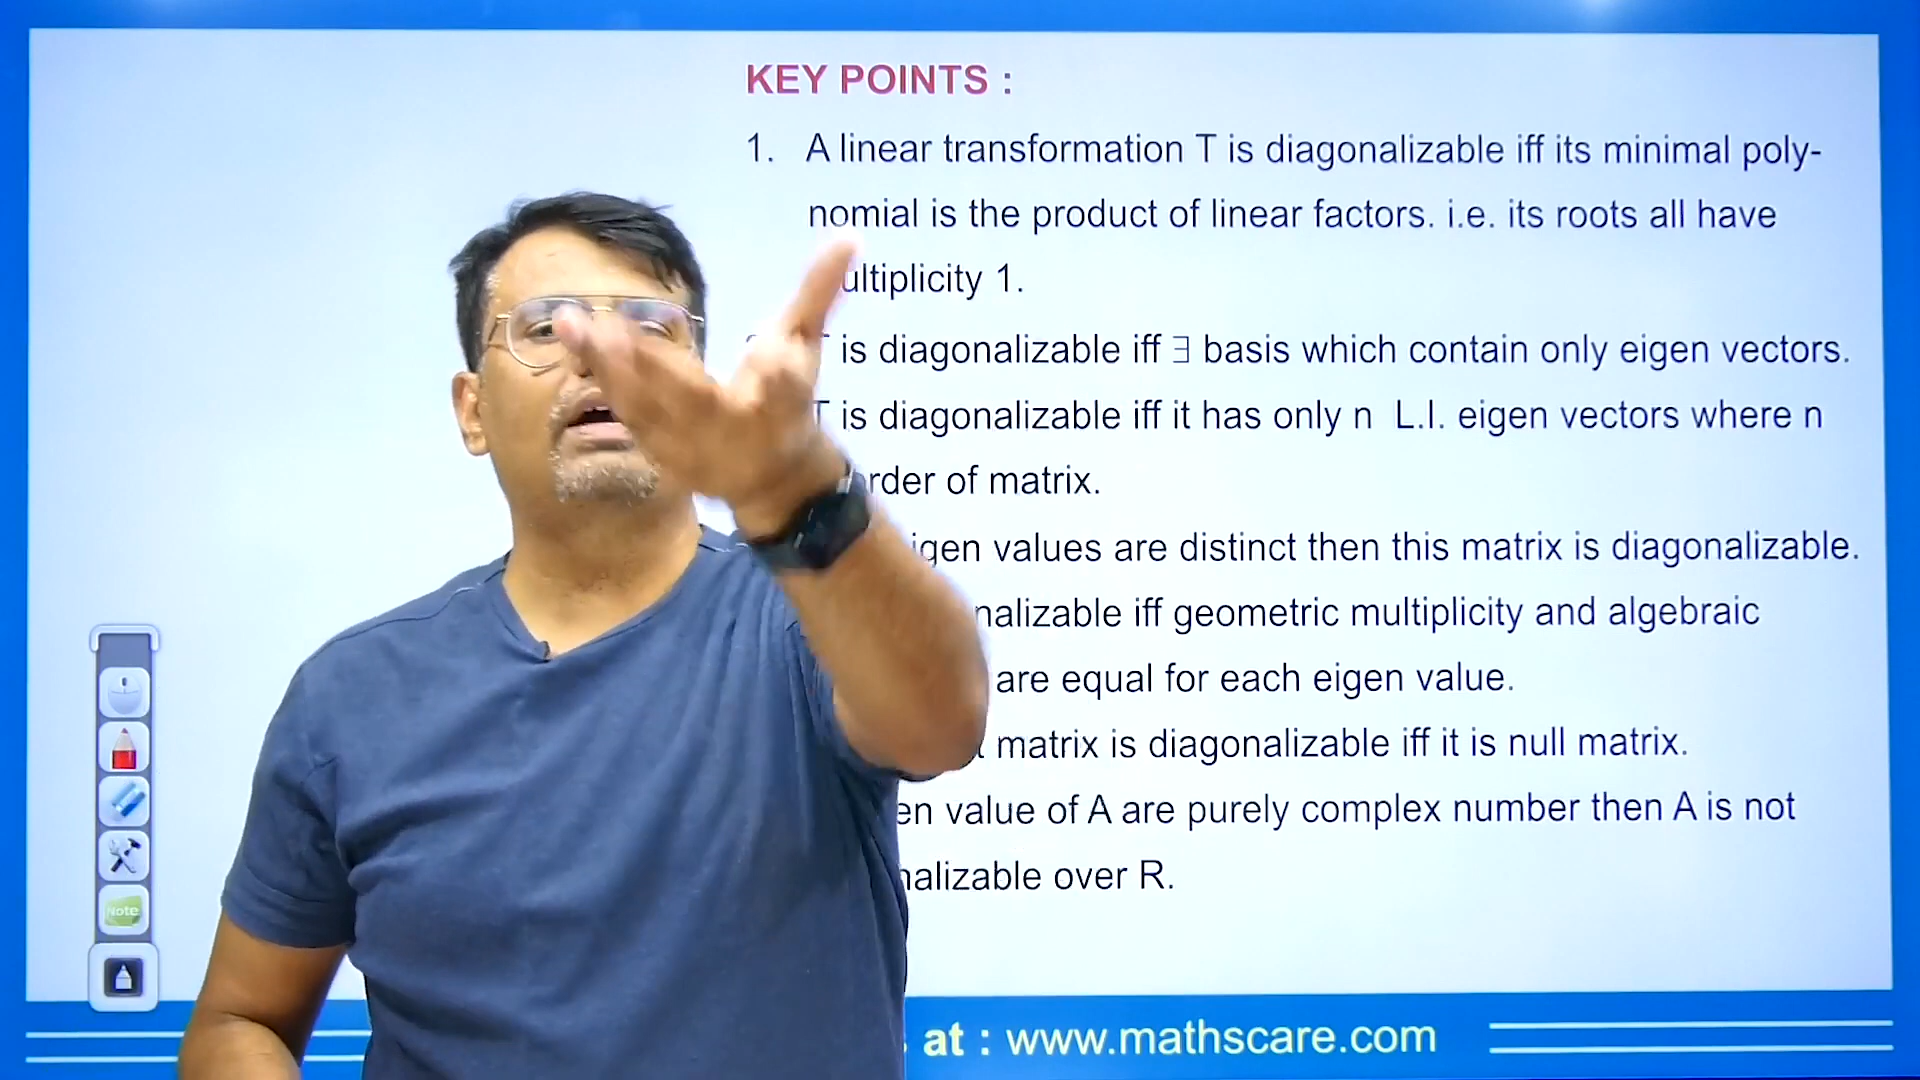 KEY POINTS :
1. A linear transformation T is diagonalizable iff its minimal poly-
nomial is the product of linear factors. i.e. its roots all have
ultiplicity 1.
is diagonalizable iff ∃ basis which contain only eigen vectors.
T is diagonalizable iff it has only n L.I. eigen vectors where n
rder of matrix.
igen values are distinct then this matrix is diagonalizable.
nalizable iff geometric multiplicity and algebraic
are equal for each eigen value.
matrix is diagonalizable iff it is null matrix.
en value of A are purely complex number then A is not
nalizable over R.
Note
at : www.mathscare.com